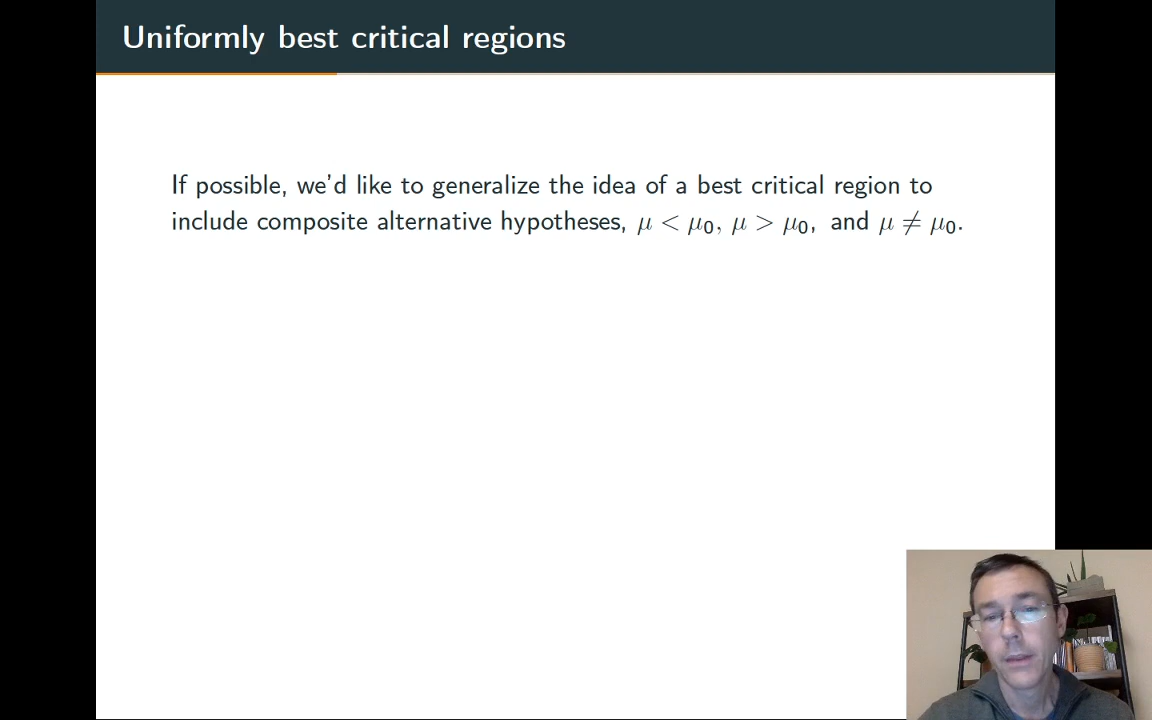 Uniformly best critical regions
If possible, we'd like to generalize the idea of a best critical region to
include composite alternative hypotheses, μ < μ₀, μ > μ₀, and μ ≠ μ₀.